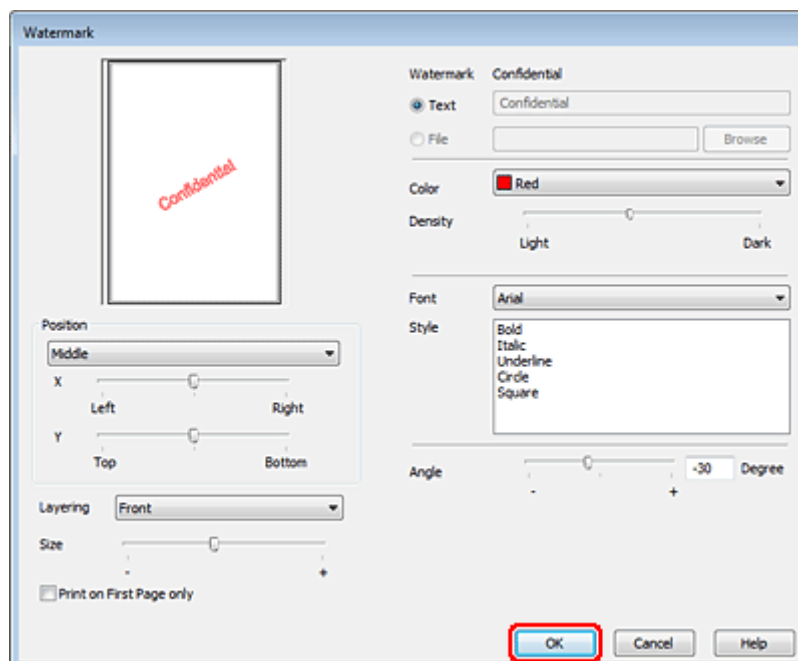 Watermark
Confidential
Position
Middle
X
Left Right
Y
Top Bottom
Layering Front
Size
- +
Print on First Page only
Watermark Confidential
Text Confidential
File Browse
Color Red
Density
Light Dark
Font Arial
Style
Bold
Italic
Underline
Circle
Square
Angle -30 Degree
- +
OK Cancel Help